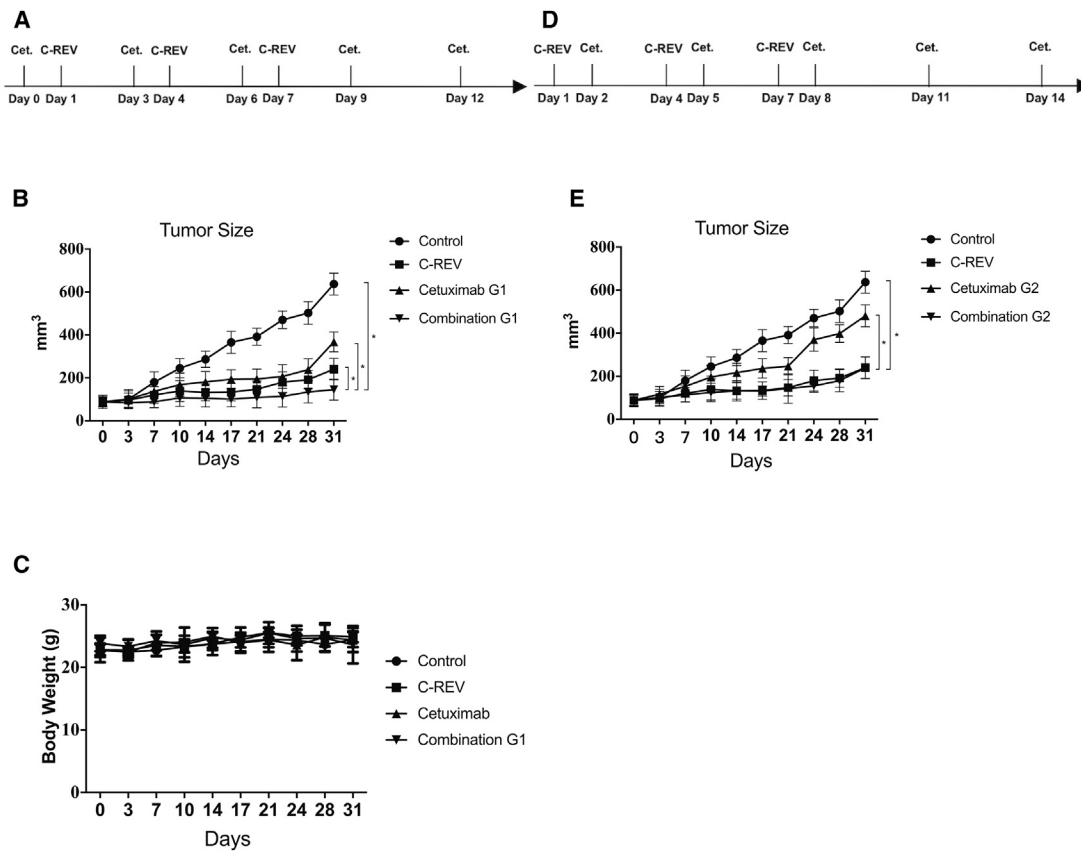 A
Cet. C-REV Cet. C-REV Cet. C-REV Cet. Cet.
Day 0 Day 1 Day 3 Day 4 Day 6 Day 7 Day 9 Day 12
D
C-REV Cet. C-REV Cet. C-REV Cet. Cet. Cet.
Day 1 Day 2 Day 4 Day 5 Day 7 Day 8 Day 11 Day 14
B
Tumor Size
800
600
400
200
0
mm³
0 3 7 10 14 17 21 24 28 31
Days
Control
C-REV
Cetuximab G1
Combination G1
*
*
*
E
Tumor Size
800
600
400
200
0
mm³
0 3 7 10 14 17 21 24 28 31
Days
Control
C-REV
Cetuximab G2
Combination G2
*
*
C
30
20
10
0
Body Weight (g)
0 3 7 10 14 17 21 24 28 31
Days
Control
C-REV
Cetuximab
Combination G1